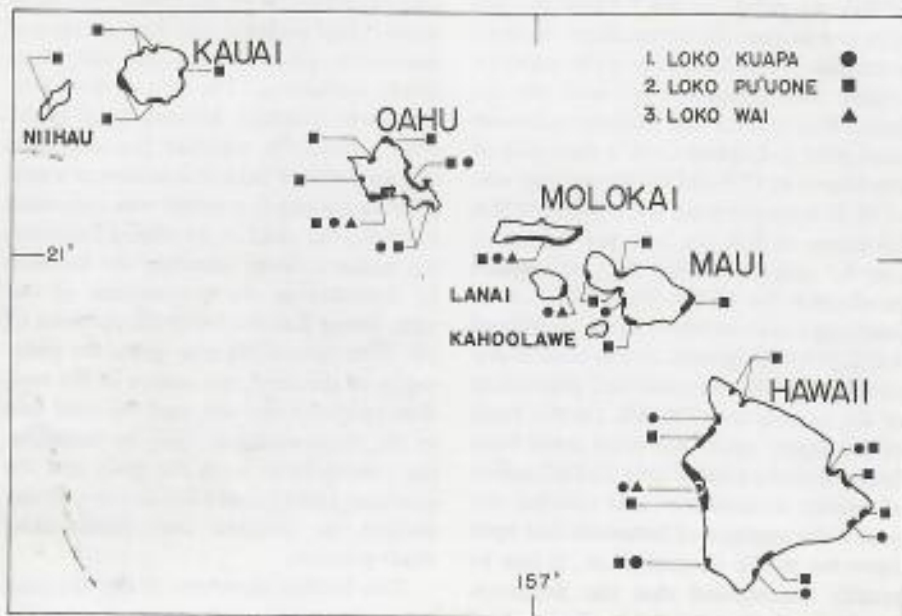 KAUAI
NIIHAU
OAHU
1. LOKO KUAPA
2. LOKO PU'UONE
3. LOKO WAI
MOLOKAI
21°
LANAI
MAUI
KAHOOLAWE
HAWAII
157°